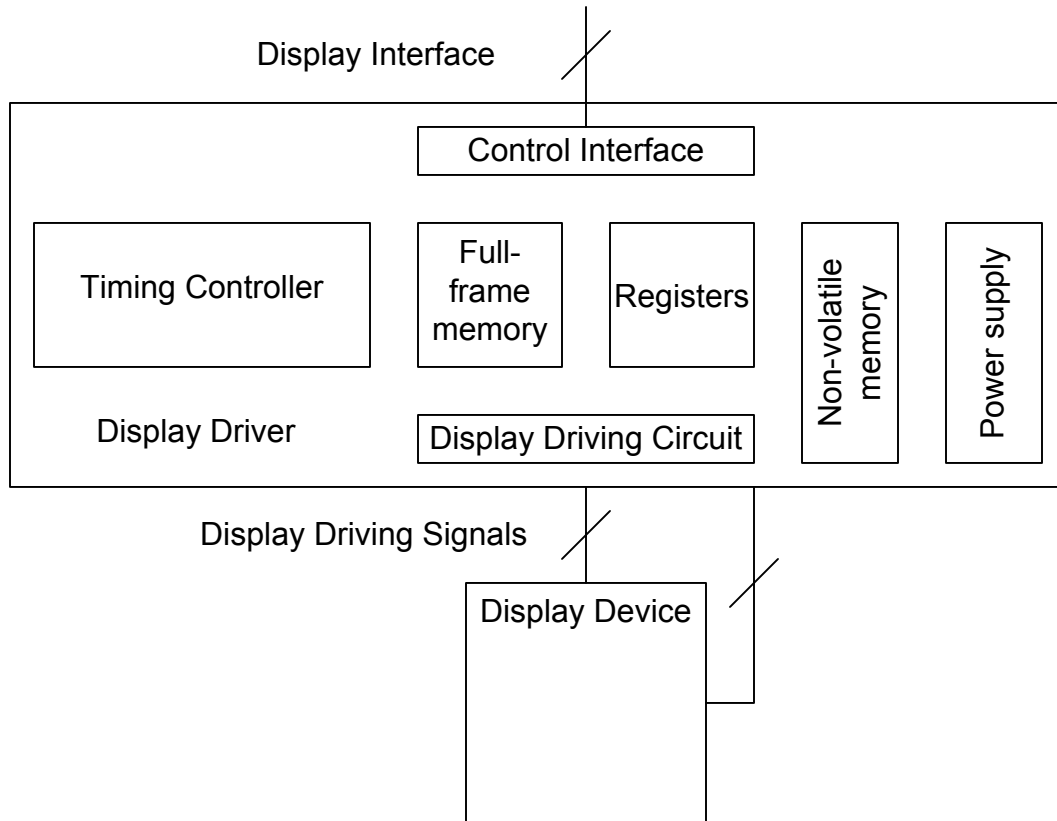 Display Interface
Control Interface
Timing Controller
Full-
frame
memory
Registers
Non-volatile
memory
Power supply
Display Driver
Display Driving Circuit
Display Driving Signals
Display Device